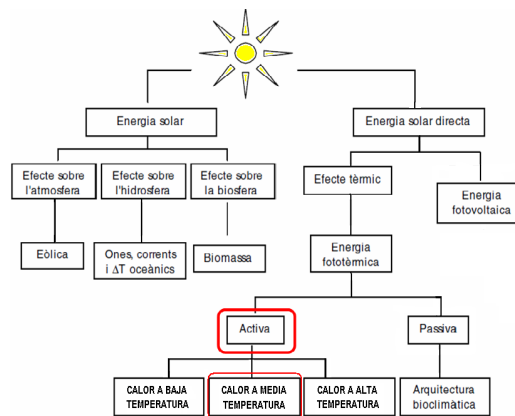 Energia solar
Energia solar directa
Efecte sobre
l'atmosfera
Efecte sobre
l'hidrosfera
Efecte sobre
la biosfera
Efecte tèrmic
Energia
fotovoltaica
Eòlica
Ones, corrents
i ΔT oceànics
Biomassa
Energia
fototèrmica
Activa
Passiva
CALOR A BAJA
TEMPERATURA
CALOR A MEDIA
TEMPERATURA
CALOR A ALTA
TEMPERATURA
Arquitectura
bioclimàtica